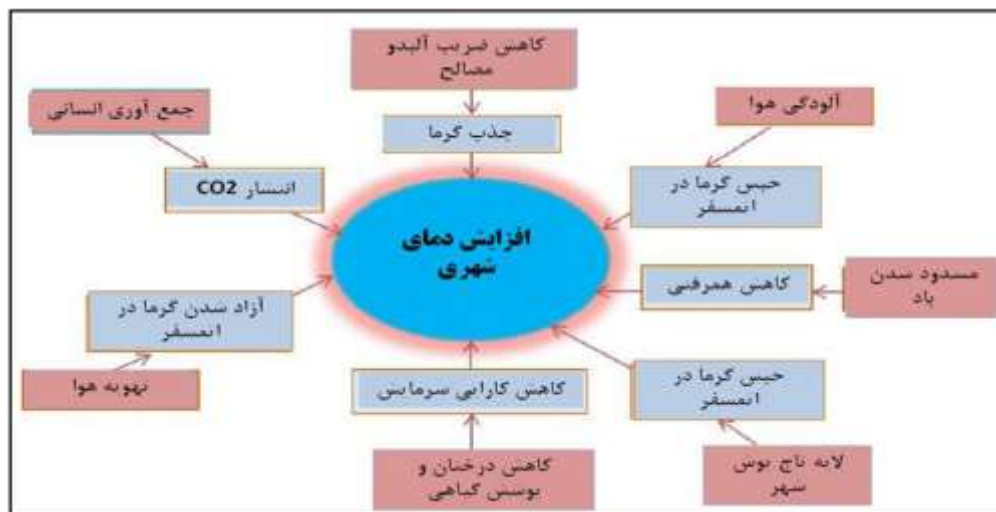 کاهش ضریب آلبدو
مصالح
جذب گرما
جمع آوری انسانی
انتشار CO2
آلودگی هوا
حبس گرما در
اتمسفر
افزایش دمای
شهری
کاهش همرفتی
مسدود شدن
باد
آزاد شدن گرما در
اتمسفر
تهویه هوا
کاهش کارایی سرمایش
کاهش درختان و
پوشش گیاهی
حبس گرما در
اتمسفر
لایه تاج پوش
شهر